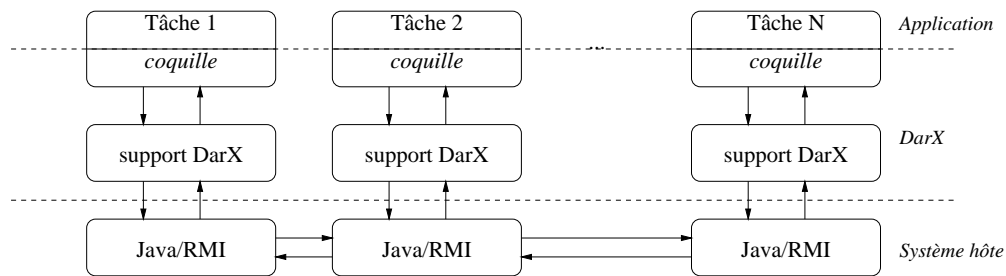 Tâche 1 Tâche 2 Tâche N Application
...
coquille coquille coquille
support DarX support DarX support DarX DarX
Java/RMI Java/RMI Java/RMI Système hôte